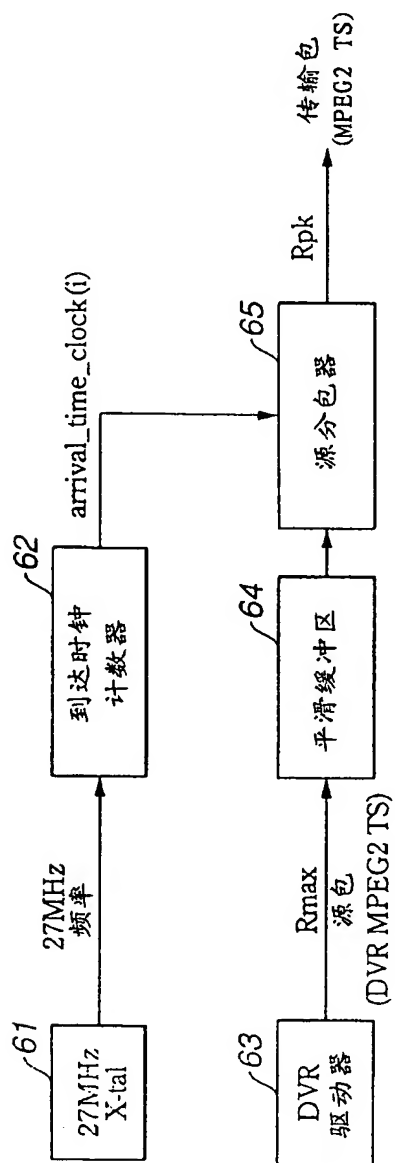 61
27MHz
X-tal
27MHz
频率
62
到达时钟
计数器
arrival_time_clock(i)
63
DVR
驱动器
Rmax
源包
(DVR MPEG2 TS)
64
平滑缓冲区
65
源分包器
Rpk
传输包
(MPEG2 TS)